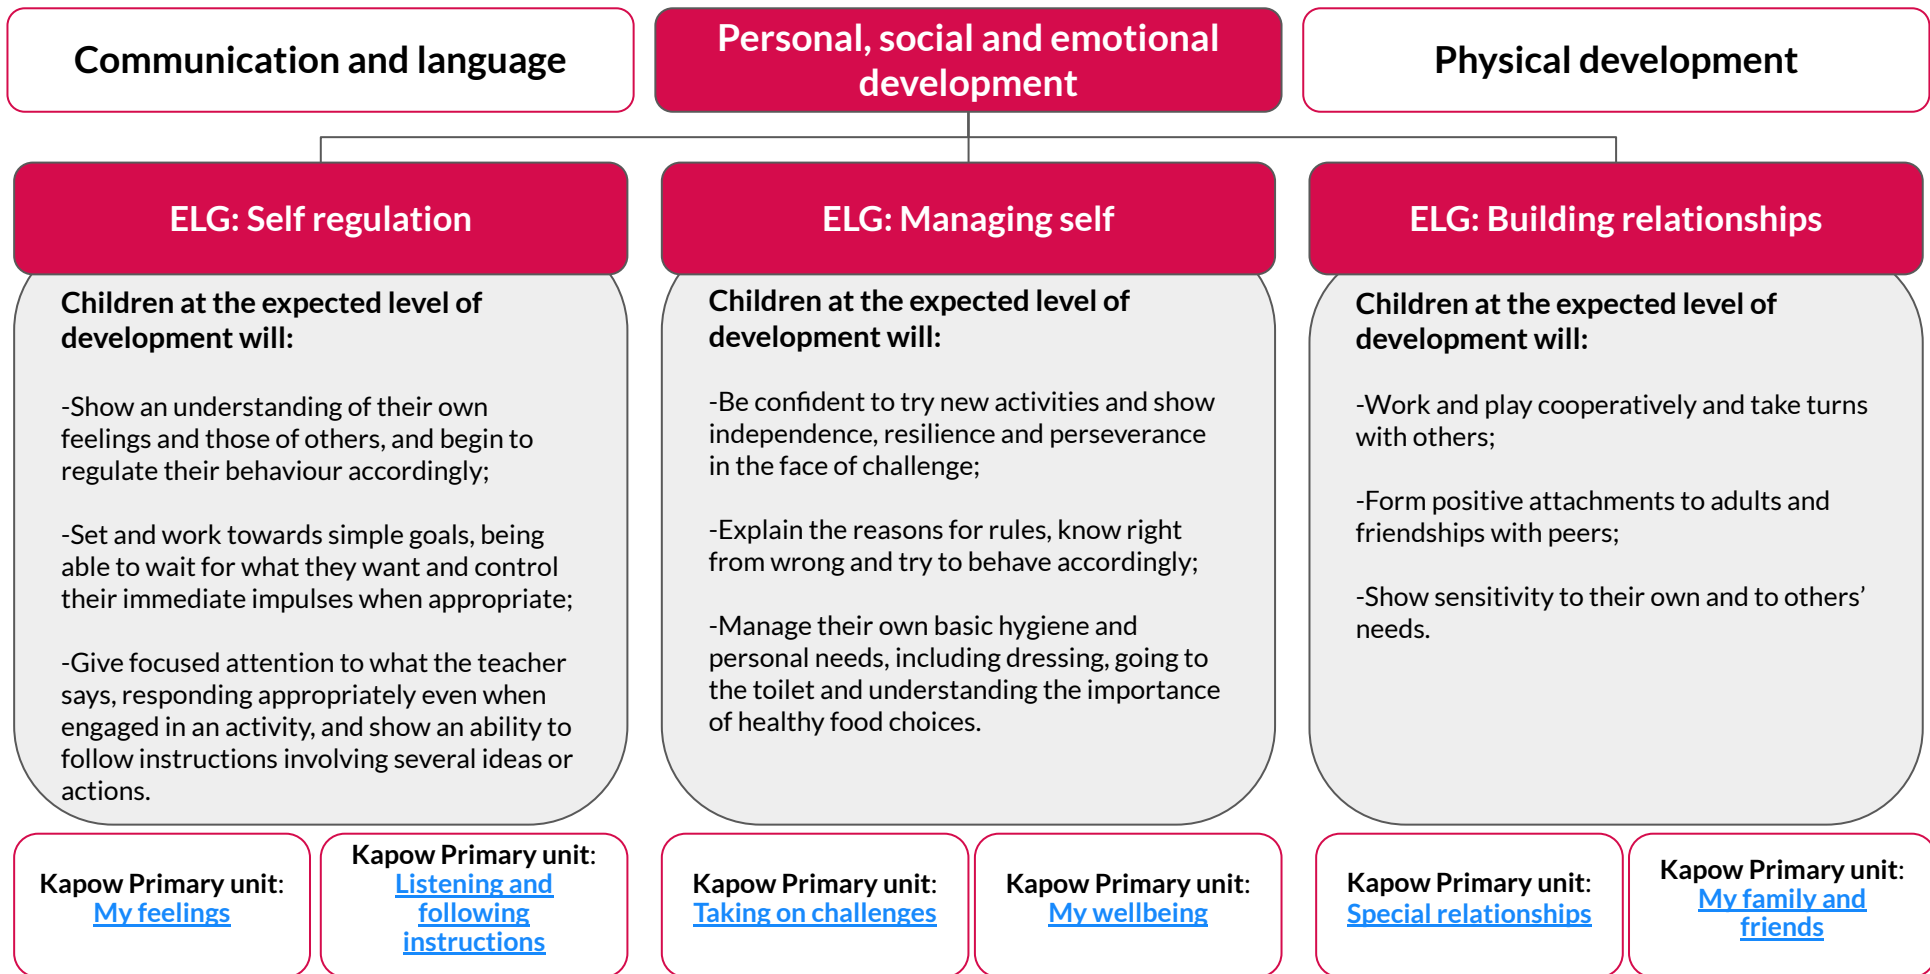 Communication and language
Personal, social and emotional
development
Physical development
ELG: Self regulation
Children at the expected level of
development will:
-Show an understanding of their own
feelings and those of others, and begin to
regulate their behaviour accordingly;
-Set and work towards simple goals, being
able to wait for what they want and control
their immediate impulses when appropriate;
-Give focused attention to what the teacher
says, responding appropriately even when
engaged in an activity, and show an ability to
follow instructions involving several ideas or
actions.
Kapow Primary unit:
My feelings
Kapow Primary unit:
Listening and
following
instructions
ELG: Managing self
Children at the expected level of
development will:
-Be confident to try new activities and show
independence, resilience and perseverance
in the face of challenge;
-Explain the reasons for rules, know right
from wrong and try to behave accordingly;
-Manage their own basic hygiene and
personal needs, including dressing, going to
the toilet and understanding the importance
of healthy food choices.
Kapow Primary unit:
Taking on challenges
Kapow Primary unit:
My wellbeing
ELG: Building relationships
Children at the expected level of
development will:
-Work and play cooperatively and take turns
with others;
-Form positive attachments to adults and
friendships with peers;
-Show sensitivity to their own and to others’
needs.
Kapow Primary unit:
Special relationships
Kapow Primary unit:
My family and
friends